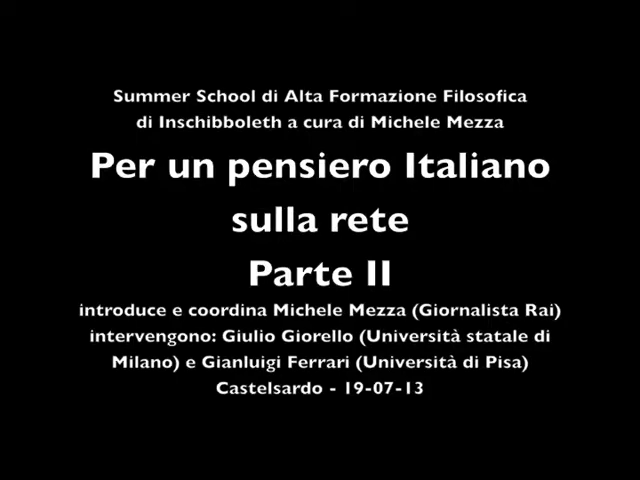 Summer School di Alta Formazione Filosofica
di Inschibboleth a cura di Michele Mezza
Per un pensiero Italiano
sulla rete
Parte II
introduce e coordina Michele Mezza (Giornalista Rai)
intervengono: Giulio Giorello (Università statale di
Milano) e Gianluigi Ferrari (Università di Pisa)
Castelsardo - 19-07-13